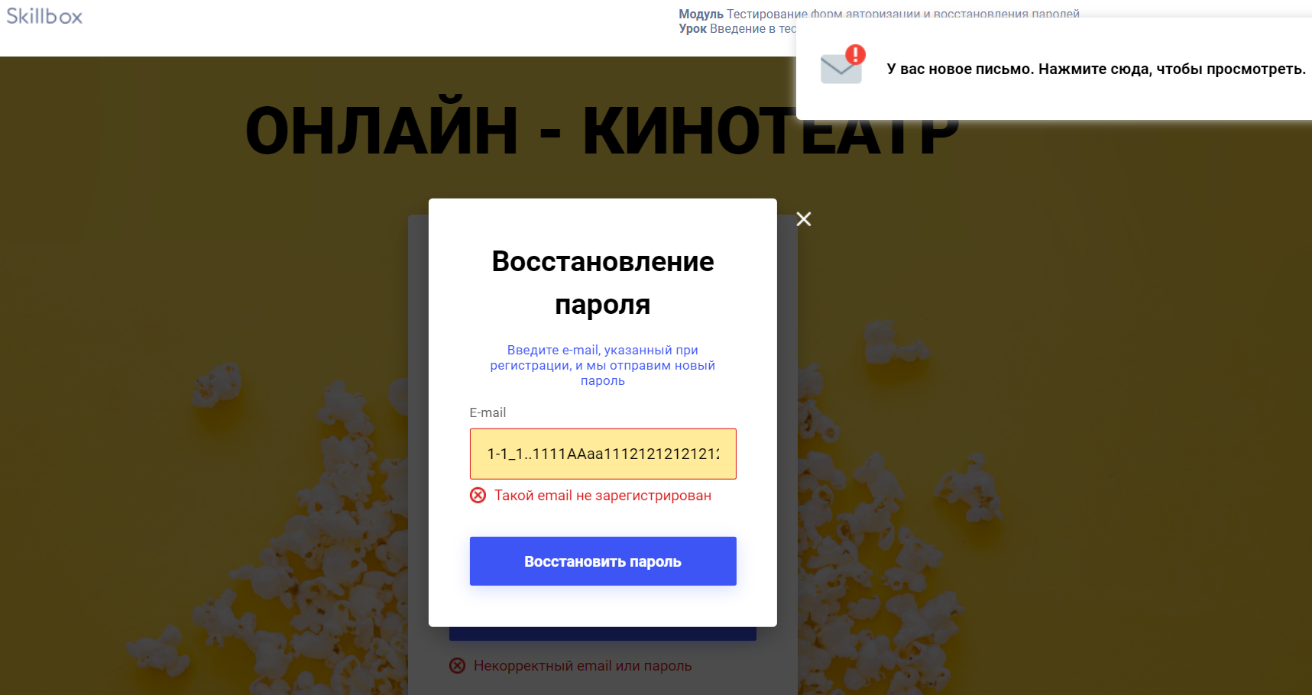 Skillbox
Модуль Тестирование форм авторизации и восстановления паролей
Урок Введение в тес
У вас новое письмо. Нажмите сюда, чтобы просмотреть.
ОНЛАЙН - КИНОТЕАТР
Восстановление
пароля
Введите e-mail, указанный при
регистрации, и мы отправим новый
пароль
E-mail
1-1_1..1111AAaa1112121212121
Такой email не зарегистрирован
Восстановить пароль
Некорректный email или пароль